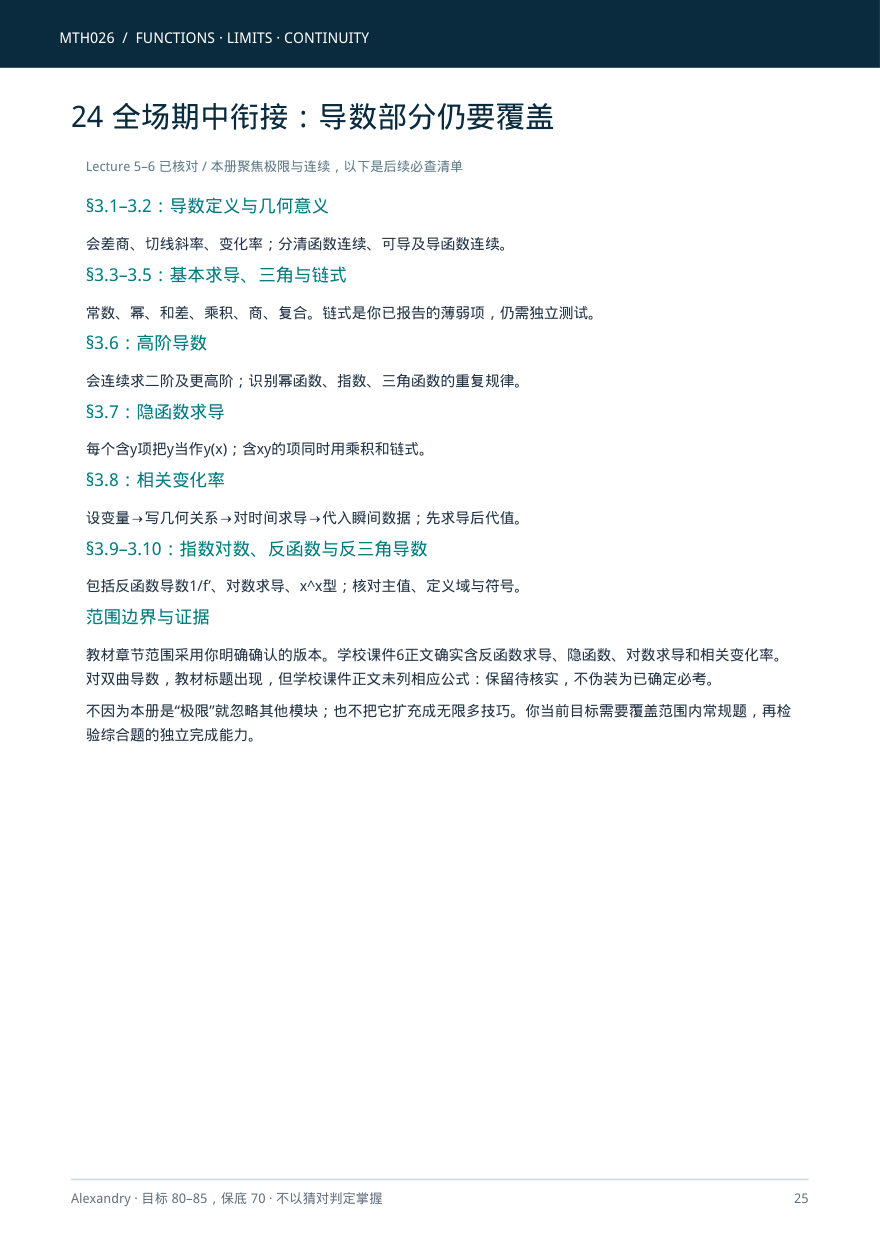 MTH026 / FUNCTIONS · LIMITS · CONTINUITY
24 全场期中衔接：导数部分仍要覆盖
Lecture 5–6 已核对 / 本册聚焦极限与连续，以下是后续必查清单
§3.1–3.2：导数定义与几何意义
会差商、切线斜率、变化率；分清函数连续、可导及导函数连续。
§3.3–3.5：基本求导、三角与链式
常数、幂、和差、乘积、商、复合。链式是你已报告的薄弱项，仍需独立测试。
§3.6：高阶导数
会连续求二阶及更高阶；识别幂函数、指数、三角函数的重复规律。
§3.7：隐函数求导
每个含y项把y当作y(x)；含xy的项同时用乘积和链式。
§3.8：相关变化率
设变量→写几何关系→对时间求导→代入瞬间数据；先求导后代值。
§3.9–3.10：指数对数、反函数与反三角导数
包括反函数导数1/f′、对数求导、x^x型；核对主值、定义域与符号。
范围边界与证据
教材章节范围采用你明确确认的版本。学校课件6正文确实含反函数求导、隐函数、对数求导和相关变化率。
对双曲导数，教材标题出现，但学校课件正文未列相应公式：保留待核实，不伪装为已确定必考。
不因为本册是“极限”就忽略其他模块；也不把它扩充成无限多技巧。你当前目标需要覆盖范围内常规题，再检
验综合题的独立完成能力。
Alexandry · 目标 80–85，保底 70 · 不以猜对判定掌握
25